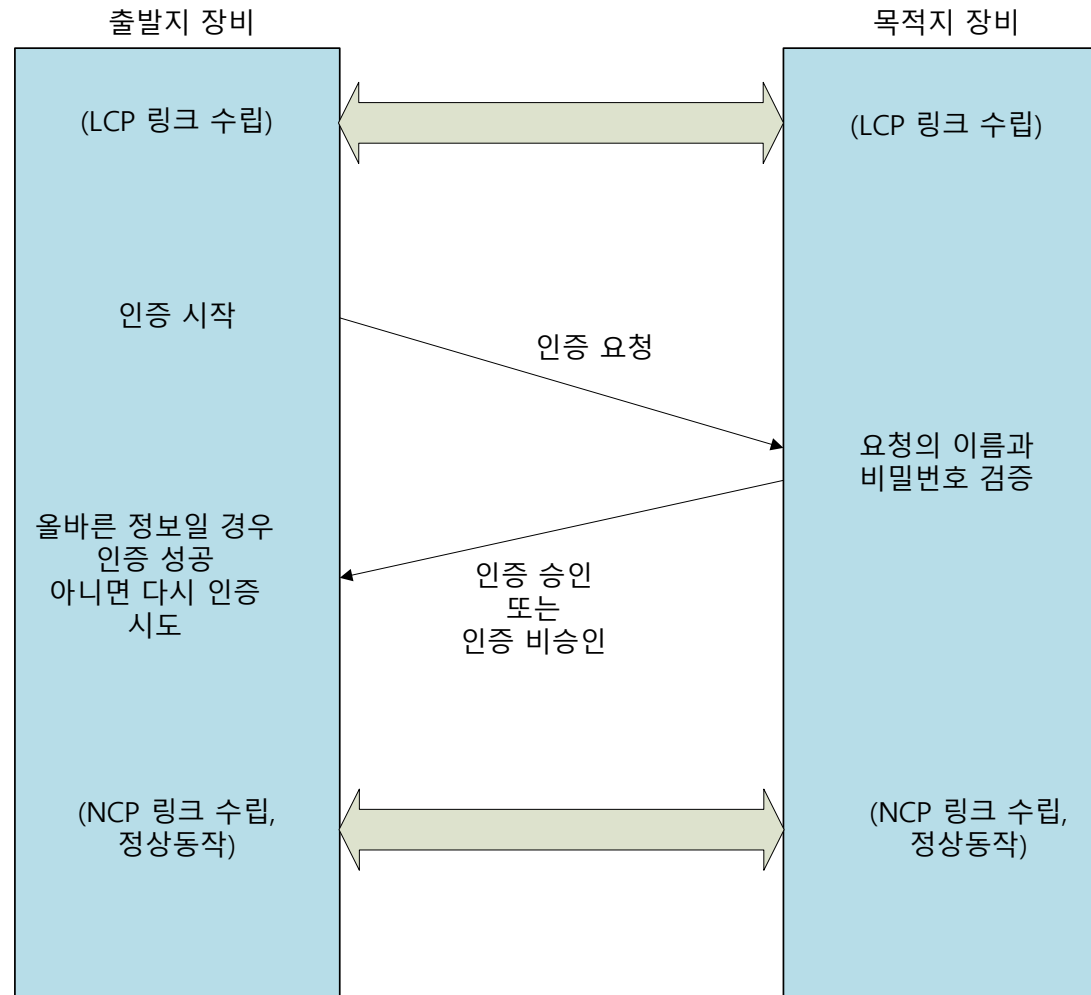 출발지 장비
목적지 장비
(LCP 링크 수립)
(LCP 링크 수립)
인증 시작
인증 요청
요청의 이름과
비밀번호 검증
올바른 정보일 경우
인증 성공
아니면 다시 인증
시도
인증 승인
또는
인증 비승인
(NCP 링크 수립,
정상동작)
(NCP 링크 수립,
정상동작)